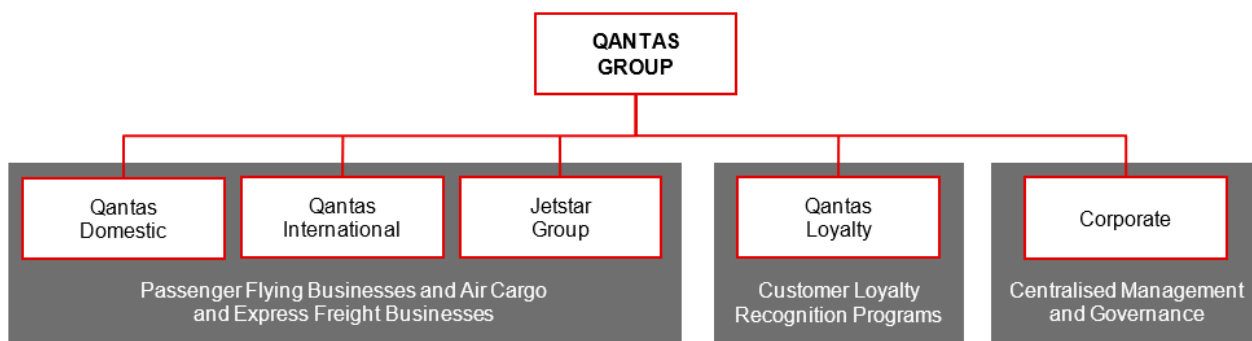 QANTAS
GROUP
Qantas
Domestic
Qantas
International
Jetstar
Group
Qantas
Loyalty
Corporate
Passenger Flying Businesses and Air Cargo
and Express Freight Businesses
Customer Loyalty
Recognition Programs
Centralised Management
and Governance